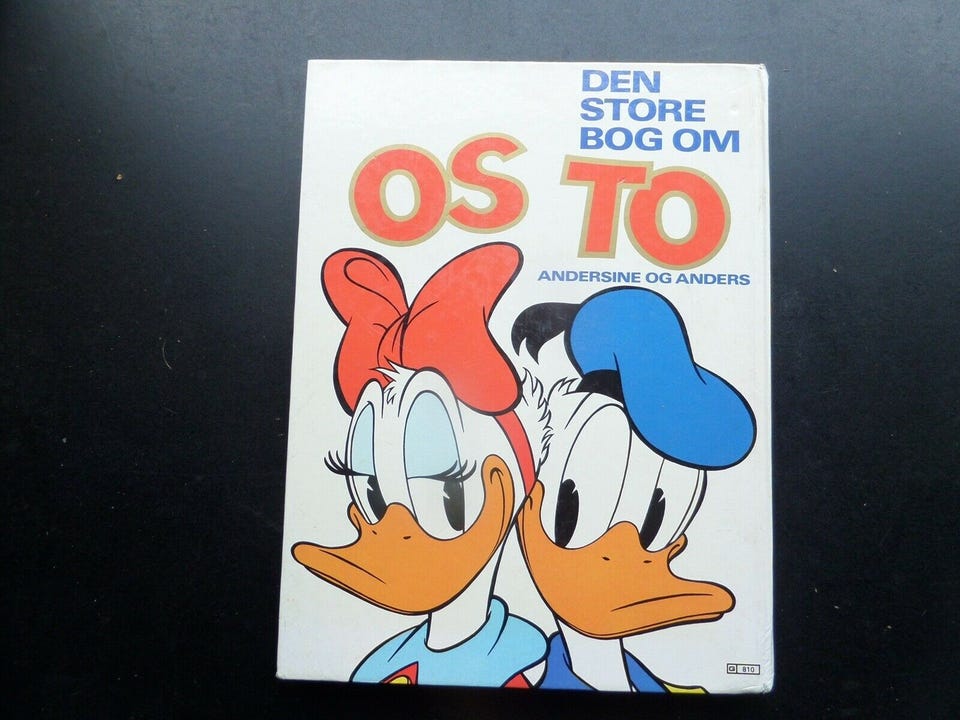 DEN
STORE
BOG OM
OS TO
ANDERSINE OG ANDERS
G 810